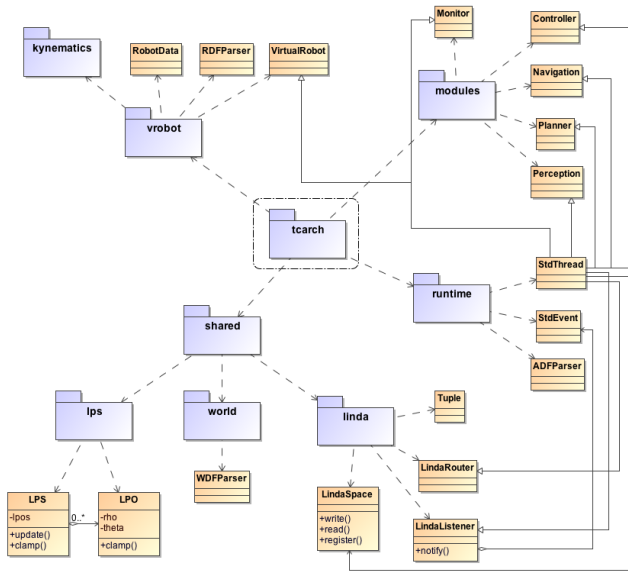 Monitor
Controller
kynematics
RobotData
RDFParser
VirtualRobot
Navigation
modules
vrobot
Planner
Perception
tcarch
StdThread
runtime
StdEvent
shared
ADFParser
lps
world
linda
Tuple
WDFParser
LindaRouter
LPS
-lpos
+update()
+clamp()
0..*
LPO
-rho
-theta
+clamp()
LindaSpace
+write()
+read()
+register()
LindaListener
+notify()